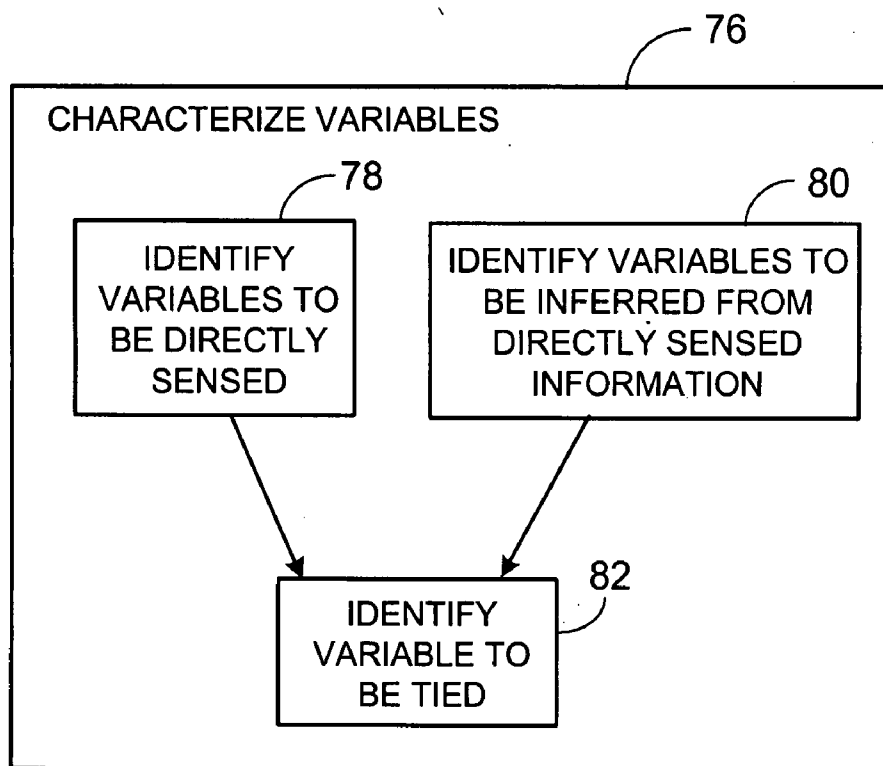 76
CHARACTERIZE VARIABLES
78
80
IDENTIFY
VARIABLES TO
BE DIRECTLY
SENSED
IDENTIFY VARIABLES TO
BE INFERRED FROM
DIRECTLY SENSED
INFORMATION
82
IDENTIFY
VARIABLE TO
BE TIED